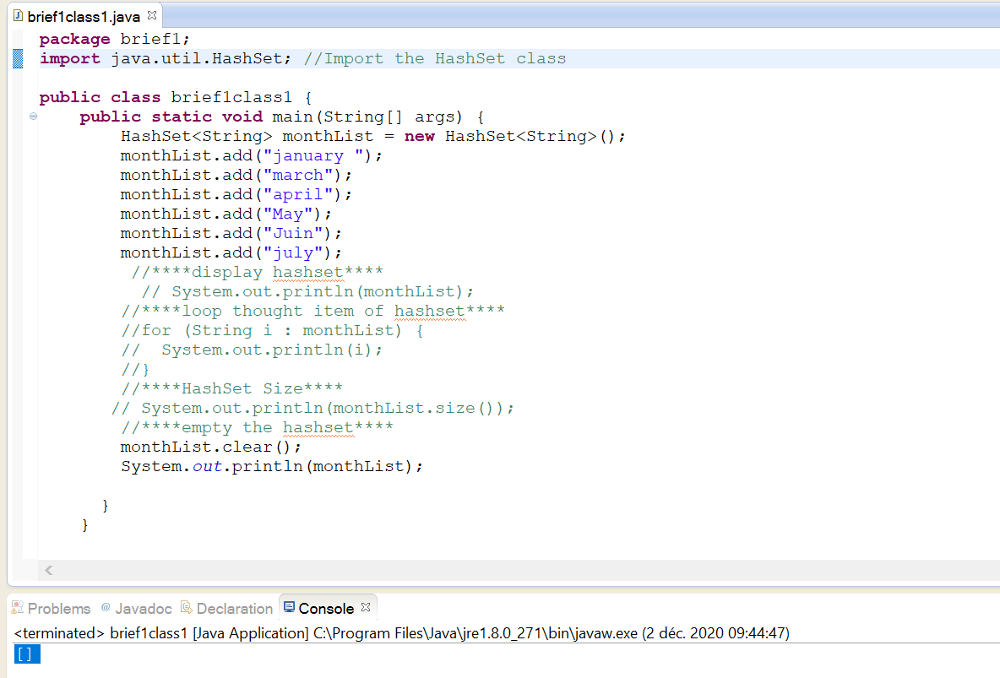 brief1class1.java
package brief1;
import java.util.HashSet; //Import the HashSet class
public class brief1class1 {
public static void main(String[] args) {
HashSet<String> monthList = new HashSet<String>();
monthList.add("january ");
monthList.add("march");
monthList.add("april");
monthList.add("May");
monthList.add("Juin");
monthList.add("july");
//****display hashset****
// System.out.println(monthList);
//****loop thought item of hashset****
//for (String i : monthList) {
//  System.out.println(i);
//}
//****HashSet Size****
// System.out.println(monthList.size());
//****empty the hashset****
monthList.clear();
System.out.println(monthList);
}
}
Problems @ Javadoc Declaration Console
<terminated> brief1class1 [Java Application] C:\Program Files\Java\jre1.8.0_271\bin\javaw.exe (2 déc. 2020 09:44:47)
[]